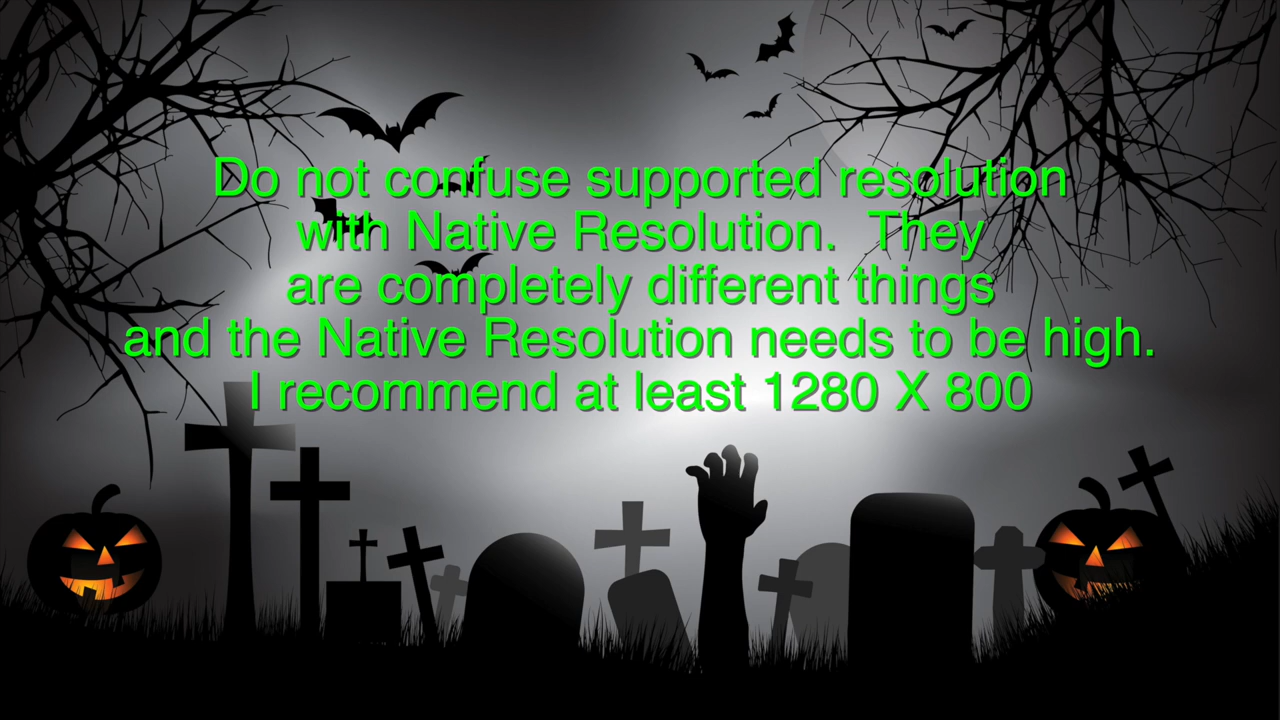 Do not confuse supported resolution
with Native Resolution.  They
are completely different things
and the Native Resolution needs to be high.
I recommend at least 1280 X 800